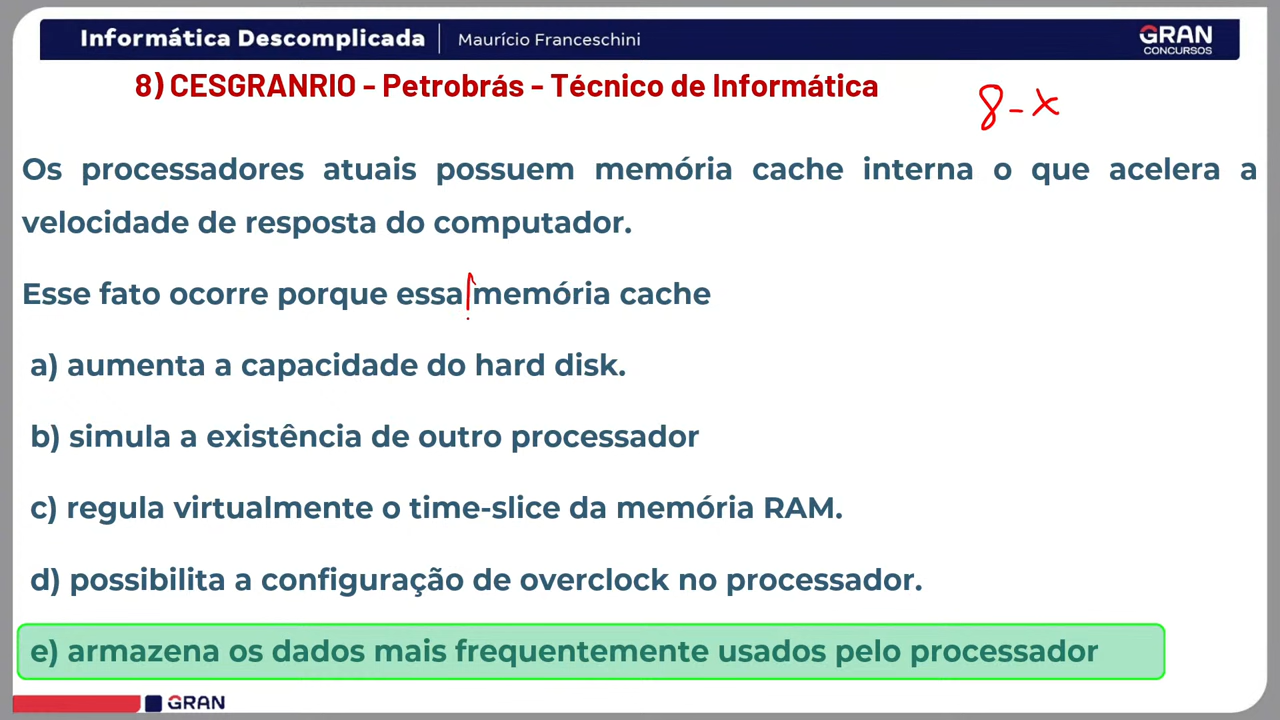 Informática Descomplicada | Maurício Franceschini
GRAN
CONCURSOS
8) CESGRANRIO - Petrobrás - Técnico de Informática
8-x
Os processadores atuais possuem memória cache interna o que acelera a
velocidade de resposta do computador.
Esse fato ocorre porque essa memória cache
a) aumenta a capacidade do hard disk.
b) simula a existência de outro processador
c) regula virtualmente o time-slice da memória RAM.
d) possibilita a configuração de overclock no processador.
e) armazena os dados mais frequentemente usados pelo processador
GRAN